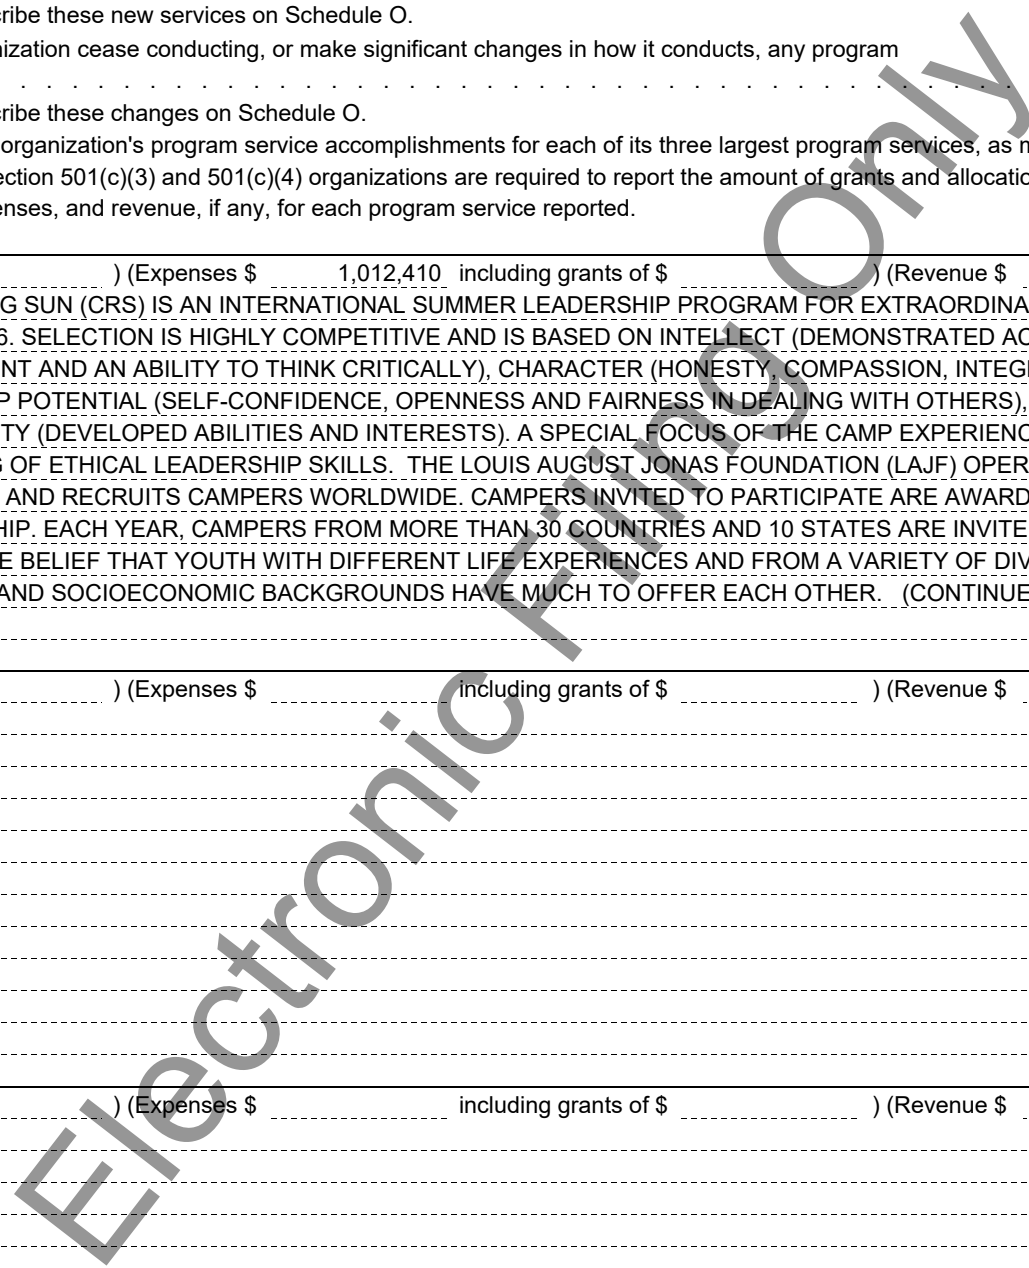 cribe these new services on Schedule O.
nization cease conducting, or make significant changes in how it conducts, any program
. . . . . . . . . . . . . . . . . . . . . . . . . . . . . . . . . . . . . . .
cribe these changes on Schedule O.
organization's program service accomplishments for each of its three largest program services, as m
ection 501(c)(3) and 501(c)(4) organizations are required to report the amount of grants and allocatio
enses, and revenue, if any, for each program service reported.
) (Expenses $ 1,012,410 including grants of $ ) (Revenue $
G SUN (CRS) IS AN INTERNATIONAL SUMMER LEADERSHIP PROGRAM FOR EXTRAORDINA
6. SELECTION IS HIGHLY COMPETITIVE AND IS BASED ON INTELLECT (DEMONSTRATED AC
NT AND AN ABILITY TO THINK CRITICALLY), CHARACTER (HONESTY, COMPASSION, INTEG
P POTENTIAL (SELF-CONFIDENCE, OPENNESS AND FAIRNESS IN DEALING WITH OTHERS),
TY (DEVELOPED ABILITIES AND INTERESTS). A SPECIAL FOCUS OF THE CAMP EXPERIENC
G OF ETHICAL LEADERSHIP SKILLS. THE LOUIS AUGUST JONAS FOUNDATION (LAJF) OPER
AND RECRUITS CAMPERS WORLDWIDE. CAMPERS INVITED TO PARTICIPATE ARE AWARD
HIP. EACH YEAR, CAMPERS FROM MORE THAN 30 COUNTRIES AND 10 STATES ARE INVITE
E BELIEF THAT YOUTH WITH DIFFERENT LIFE EXPERIENCES AND FROM A VARIETY OF DIV
AND SOCIOECONOMIC BACKGROUNDS HAVE MUCH TO OFFER EACH OTHER. (CONTINUE
) (Expenses $ including grants of $ ) (Revenue $
) (Expenses $ including grants of $ ) (Revenue $
Electronic Filing Only